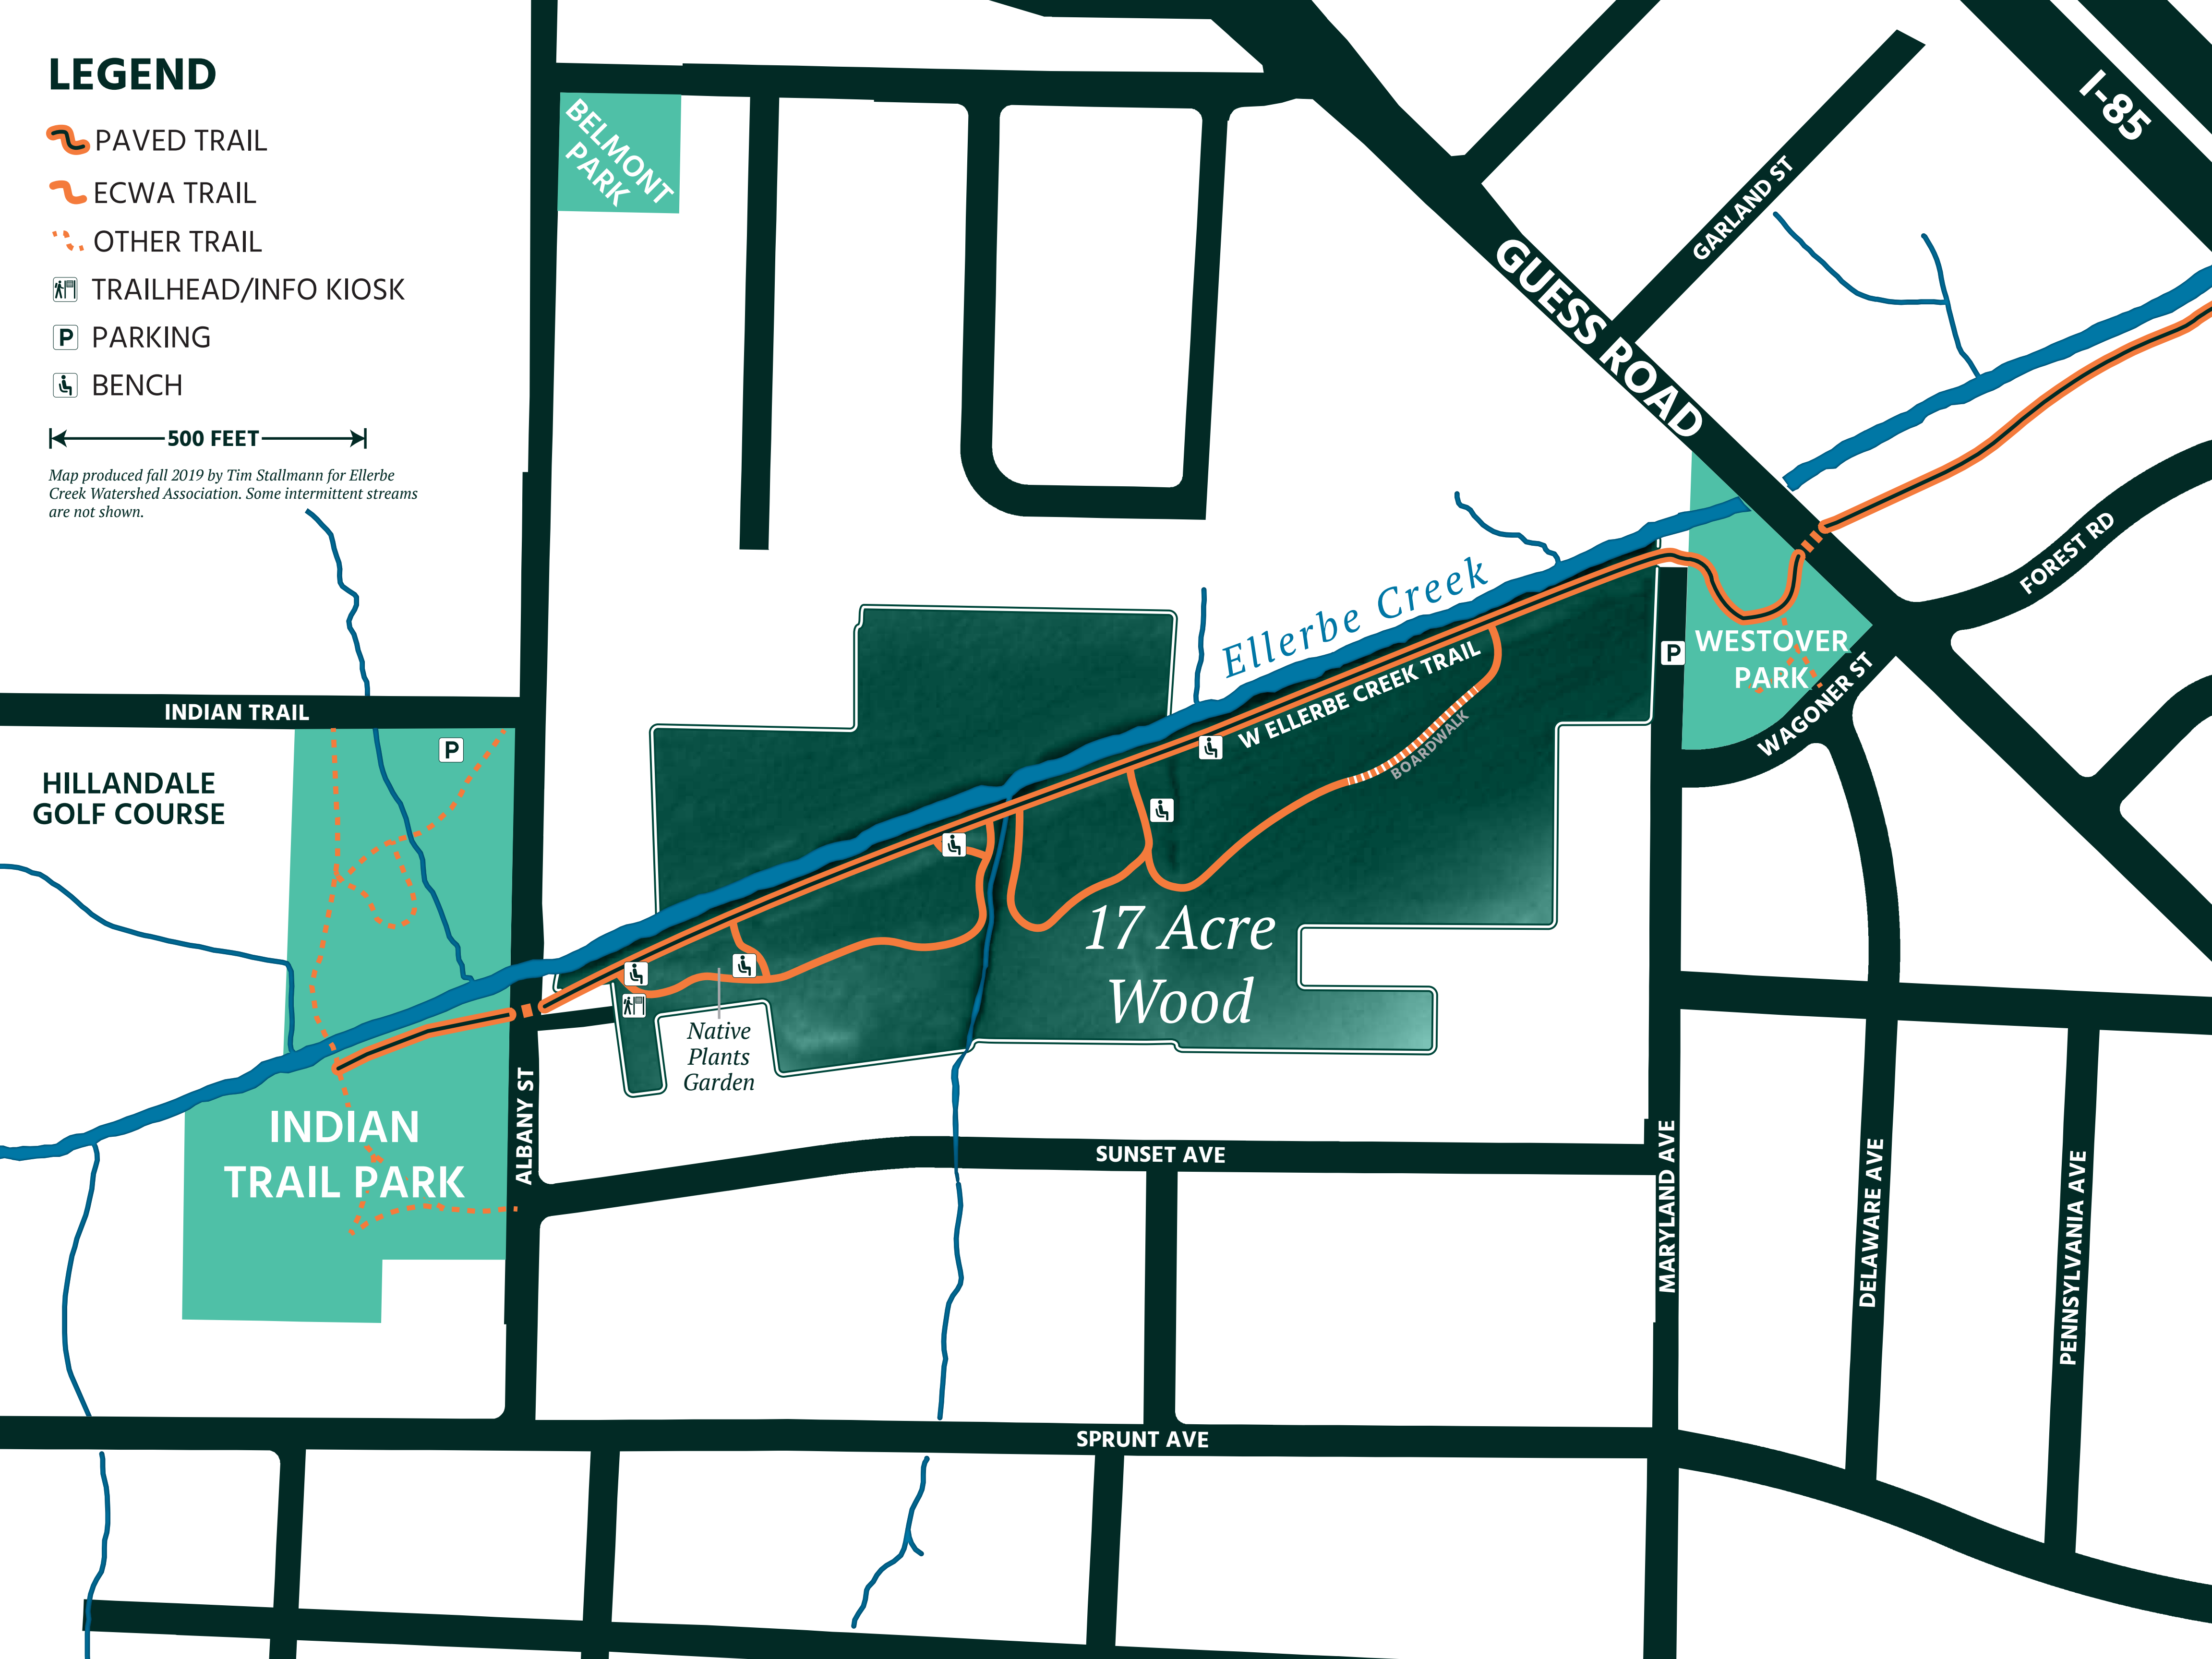 LEGEND
PAVED TRAIL
ECWA TRAIL
OTHER TRAIL
TRAILHEAD/INFO KIOSK
P PARKING
BENCH
500 FEET
Map produced fall 2019 by Tim Stallmann for Ellerbe
Creek Watershed Association. Some intermittent streams
are not shown.
BELMONT
PARK
I-85
GARLAND ST
GUESS ROAD
FOREST RD
Ellerbe Creek
WESTOVER
PARK
P
WAGONER ST
W ELLERBE CREEK TRAIL
BOARDWALK
INDIAN TRAIL
P
HILLANDALE
GOLF COURSE
17 Acre
Wood
Native
Plants
Garden
INDIAN
TRAIL PARK
ALBANY ST
SUNSET AVE
MARYLAND AVE
DELAWARE AVE
PENNSYLVANIA AVE
SPRUNT AVE